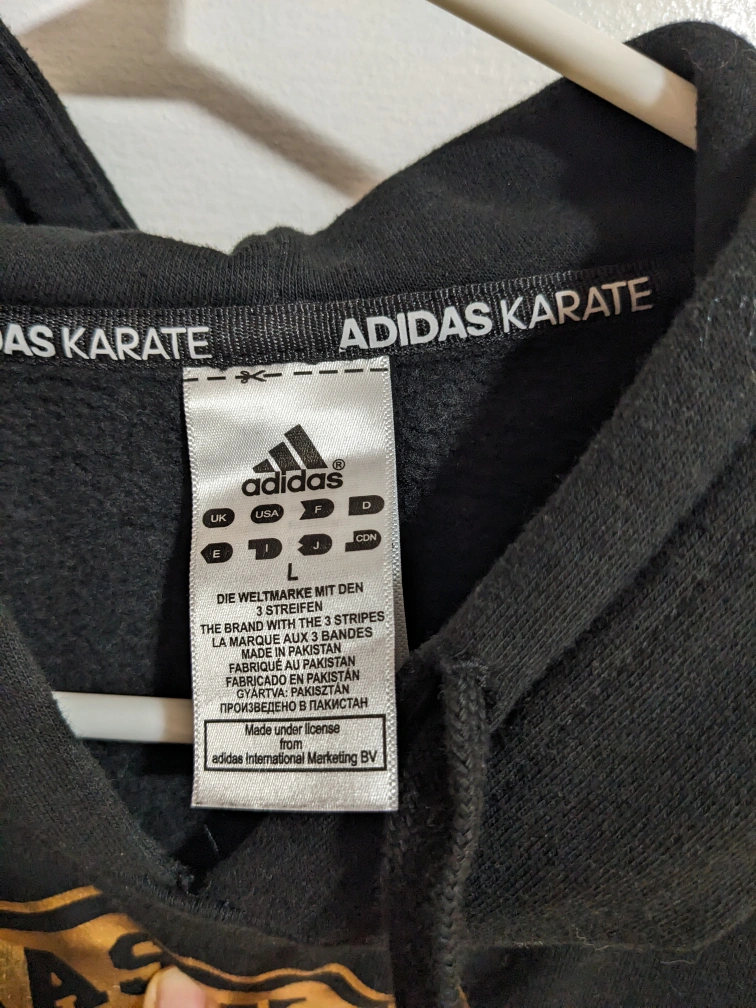 DAS KARATE
ADIDAS KARATE
adidas®
UK USA F D
E I J CDN
L
DIE WELTMARKE MIT DEN
3 STREIFEN
THE BRAND WITH THE 3 STRIPES
LA MARQUE AUX 3 BANDES
MADE IN PAKISTAN
FABRIQUÉ AU PAKISTAN
FABRICADO EN PAKISTÁN
GYÁRTVA: PAKISZTÁN
ПРОИЗВЕДЕНО В ПАКИСТАН
Made under license
from
adidas International Marketing BV